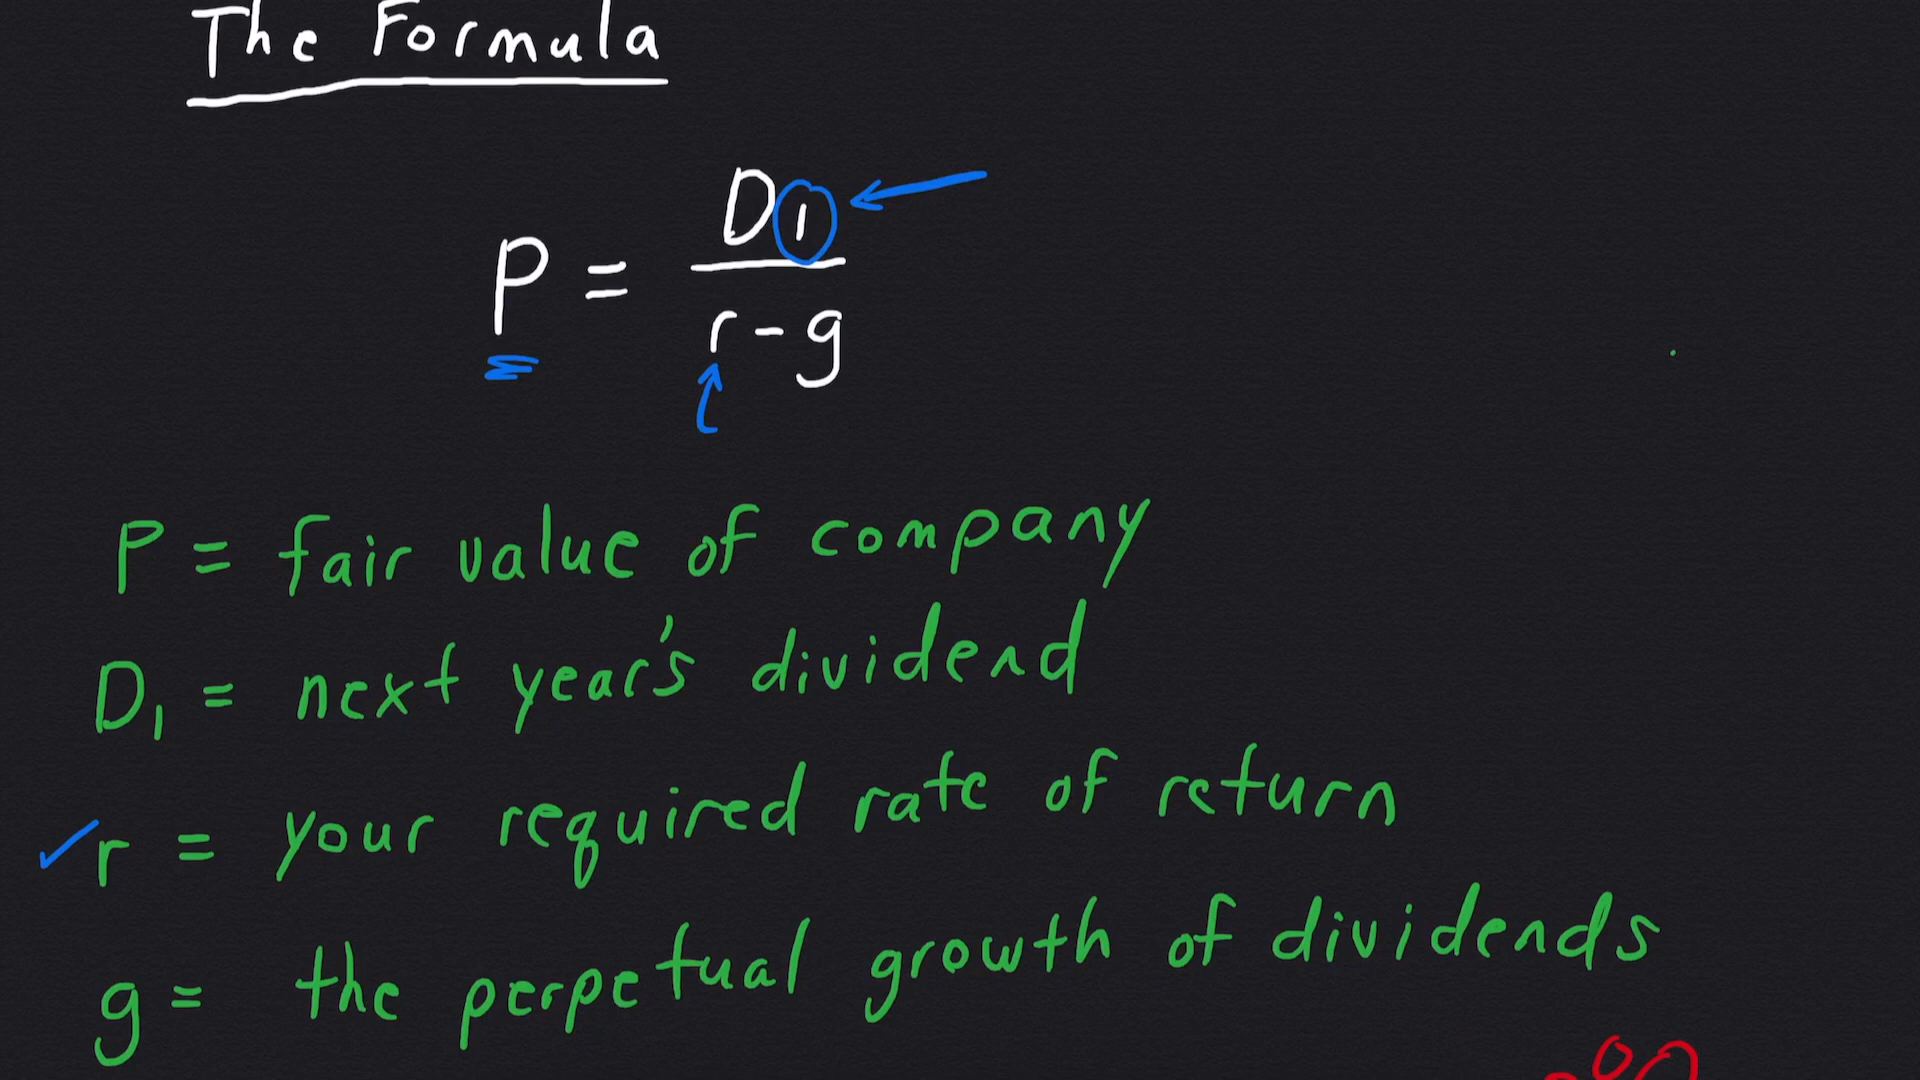 The Formula
P = D1
r - g
P = fair value of company
D1 = next year's dividend
r = your required rate of return
g = the perpetual growth of dividends